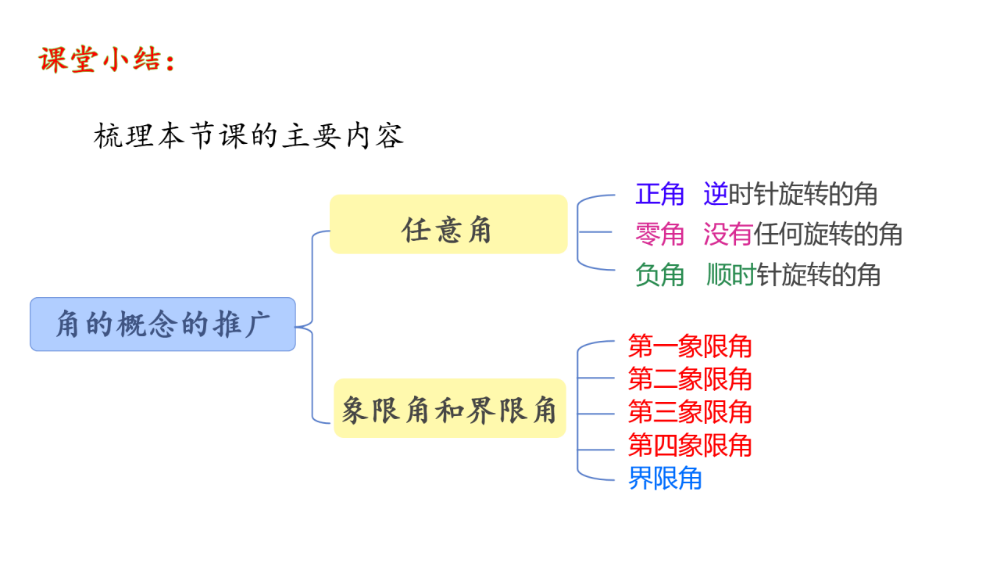 课堂小结：
梳理本节课的主要内容
角的概念的推广
任意角
正角 逆时针旋转的角
零角 没有任何旋转的角
负角 顺时针旋转的角
象限角和界限角
第一象限角
第二象限角
第三象限角
第四象限角
界限角